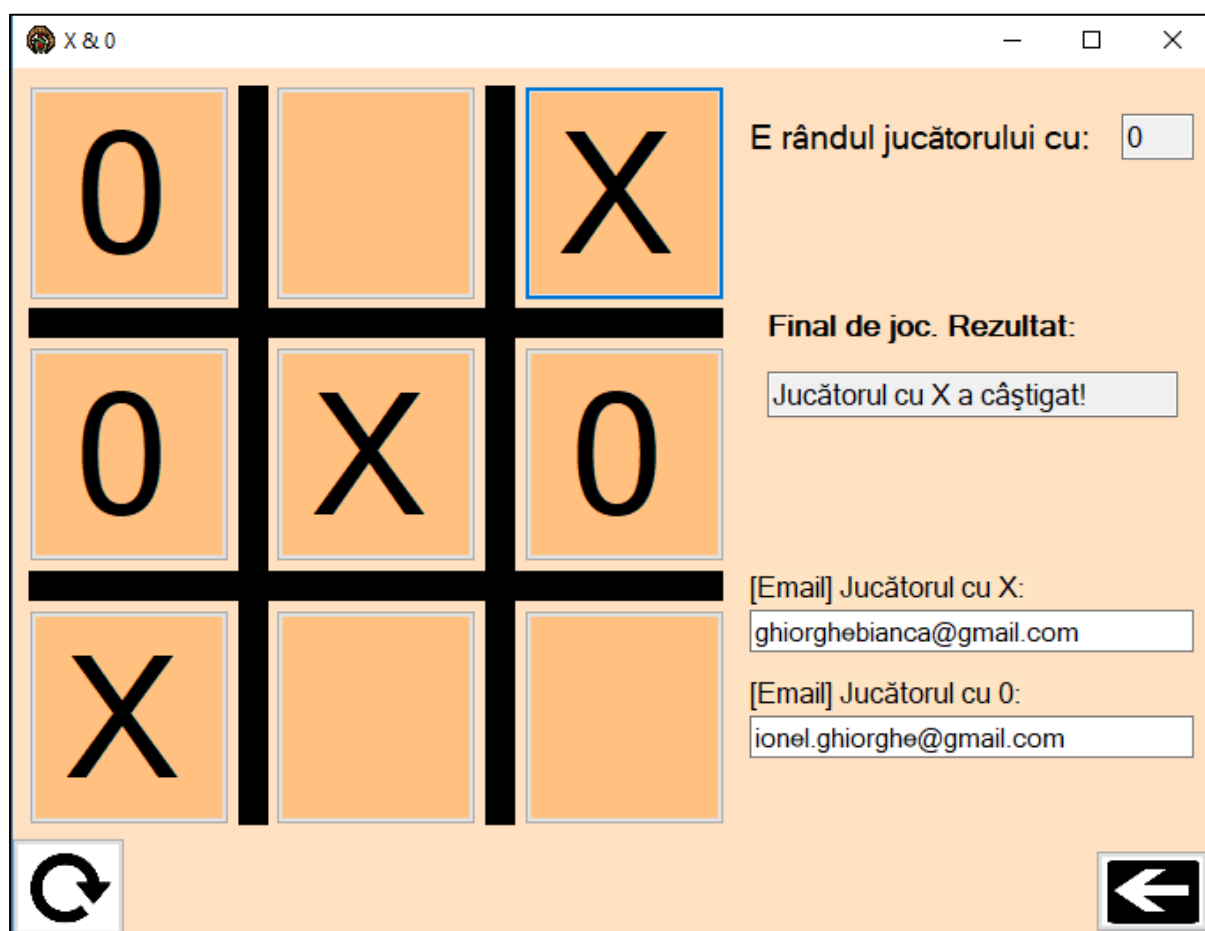 X & 0
0 X
E rândul jucătorului cu: 0
Final de joc. Rezultat:
Jucătorul cu X a câştigat!
0 X 0
[Email] Jucătorul cu X:
ghiorghebianca@gmail.com
X
[Email] Jucătorul cu 0:
ionel.ghiorghe@gmail.com